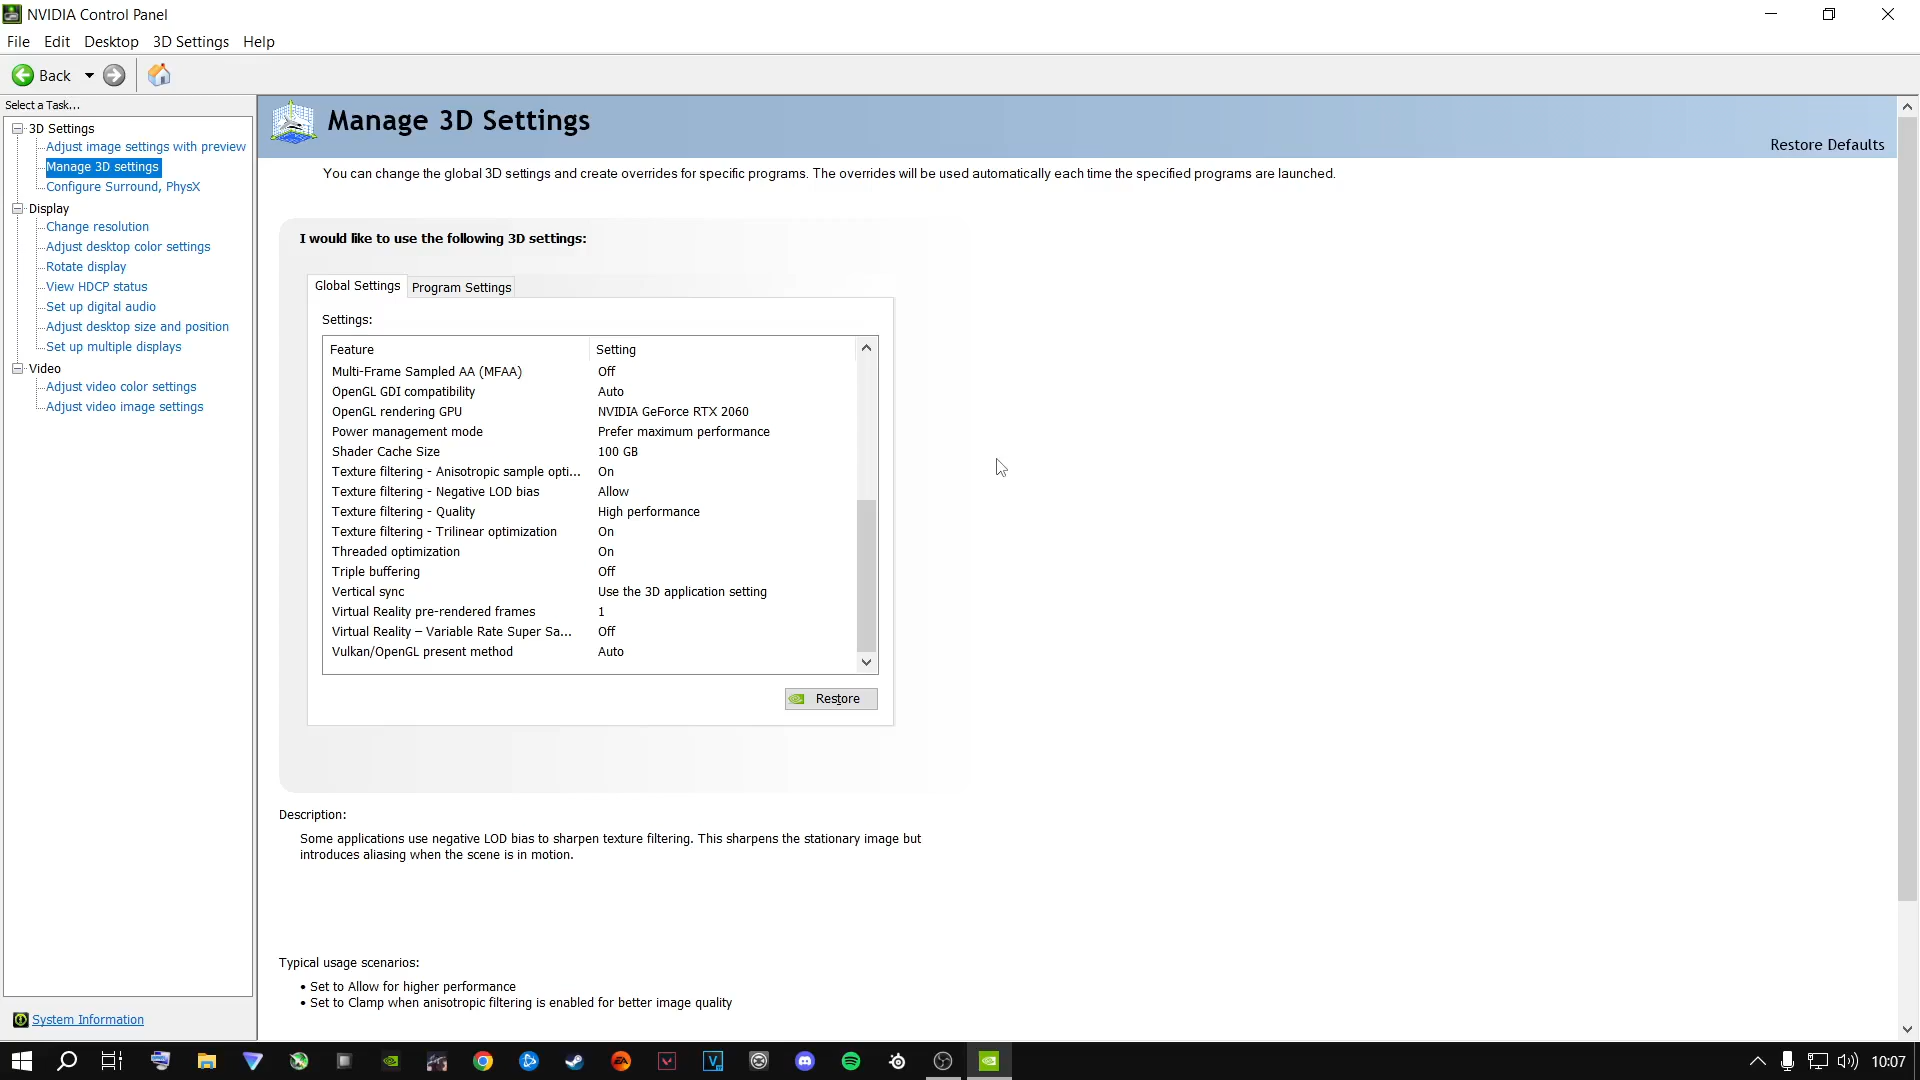 NVIDIA Control Panel
File Edit Desktop 3D Settings Help
Back
Select a Task...
3D Settings
Adjust image settings with preview
Manage 3D settings
Configure Surround, PhysX
Display
Change resolution
Adjust desktop color settings
Rotate display
View HDCP status
Set up digital audio
Adjust desktop size and position
Set up multiple displays
Video
Adjust video color settings
Adjust video image settings
System Information
Manage 3D Settings
Restore Defaults
You can change the global 3D settings and create overrides for specific programs. The overrides will be used automatically each time the specified programs are launched.
I would like to use the following 3D settings:
Global Settings Program Settings
Settings:
Feature Setting
Multi-Frame Sampled AA (MFAA) Off
OpenGL GDI compatibility Auto
OpenGL rendering GPU NVIDIA GeForce RTX 2060
Power management mode Prefer maximum performance
Shader Cache Size 100 GB
Texture filtering - Anisotropic sample opti... On
Texture filtering - Negative LOD bias Allow
Texture filtering - Quality High performance
Texture filtering - Trilinear optimization On
Threaded optimization On
Triple buffering Off
Vertical sync Use the 3D application setting
Virtual Reality pre-rendered frames 1
Virtual Reality – Variable Rate Super Sa... Off
Vulkan/OpenGL present method Auto
Restore
Description:
Some applications use negative LOD bias to sharpen texture filtering. This sharpens the stationary image but
introduces aliasing when the scene is in motion.
Typical usage scenarios:
• Set to Allow for higher performance
• Set to Clamp when anisotropic filtering is enabled for better image quality
10:07